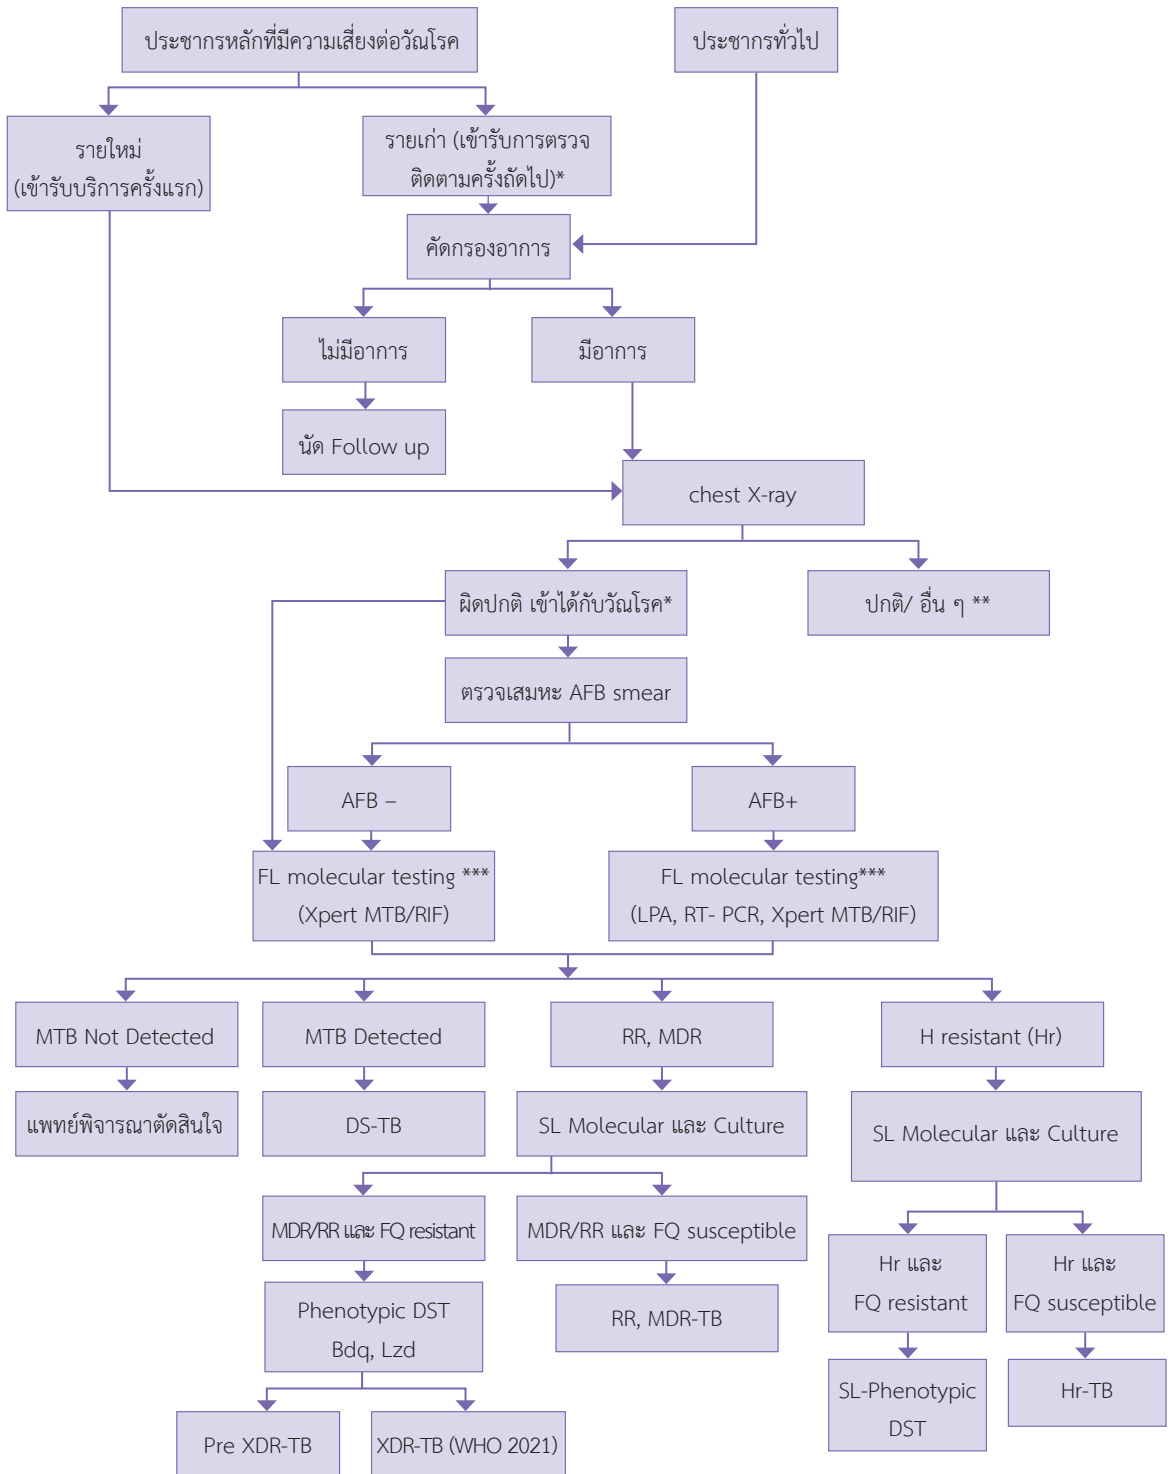 ประชากรหลักที่มีความเสี่ยงต่อวัณโรค
ประชากรทั่วไป
รายใหม่
(เข้ารับบริการครั้งแรก)
รายเก่า (เข้ารับการตรวจ
ติดตามครั้งถัดไป)*
คัดกรองอาการ
ไม่มีอาการ
มีอาการ
นัด Follow up
chest X-ray
ผิดปกติ เข้าได้กับวัณโรค*
ปกติ/ อื่น ๆ **
ตรวจเสมหะ AFB smear
AFB –
AFB+
FL molecular testing ***
(Xpert MTB/RIF)
FL molecular testing***
(LPA, RT- PCR, Xpert MTB/RIF)
MTB Not Detected
MTB Detected
RR, MDR
H resistant (Hr)
แพทย์พิจารณาตัดสินใจ
DS-TB
SL Molecular และ Culture
SL Molecular และ Culture
MDR/RR และ FQ resistant
MDR/RR และ FQ susceptible
Hr และ
FQ resistant
Hr และ
FQ susceptible
Phenotypic DST
Bdq, Lzd
RR, MDR-TB
SL-Phenotypic
DST
Hr-TB
Pre XDR-TB
XDR-TB (WHO 2021)